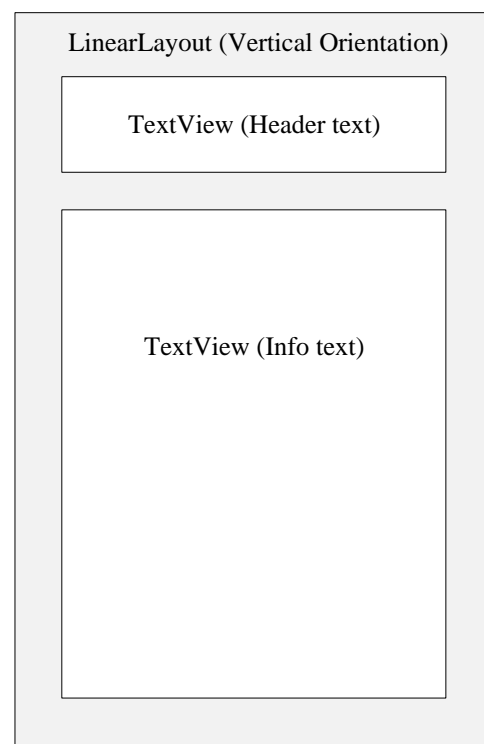 LinearLayout (Vertical Orientation)
TextView (Header text)
TextView (Info text)